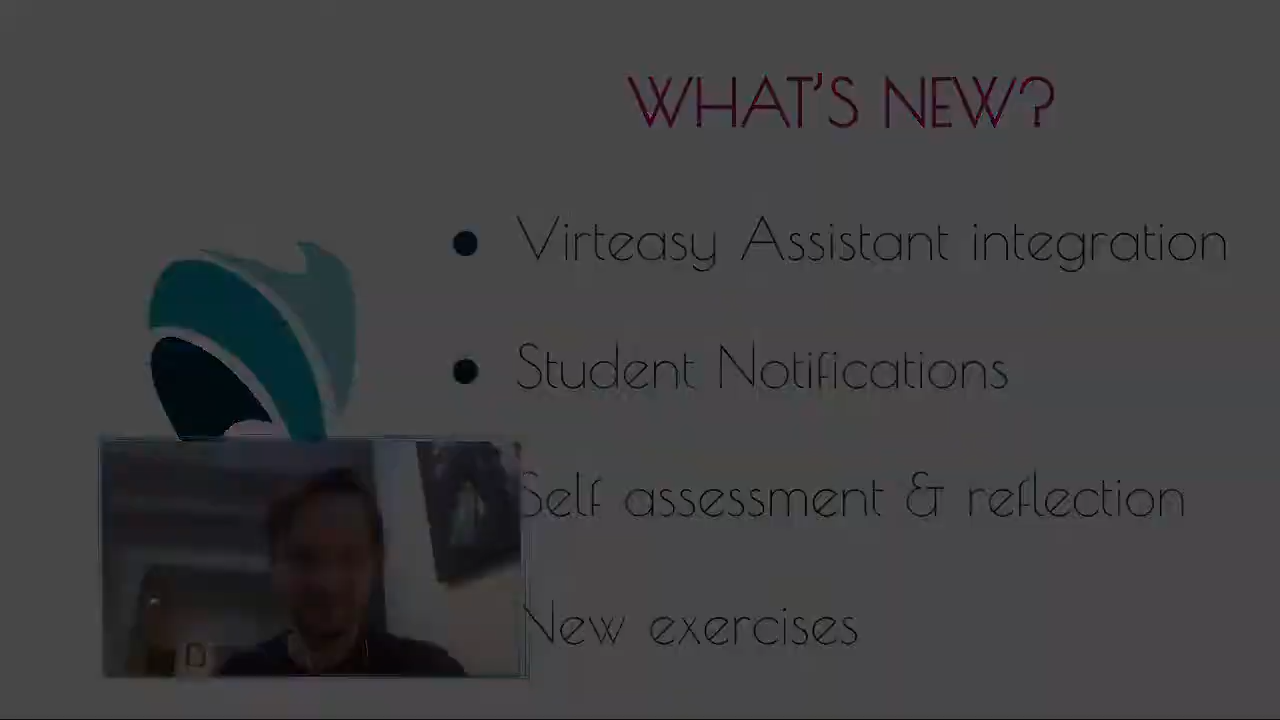 WHAT'S NEW?
Virteasy Assistant integration
Student Notifications
Self assessment & reflection
New exercises